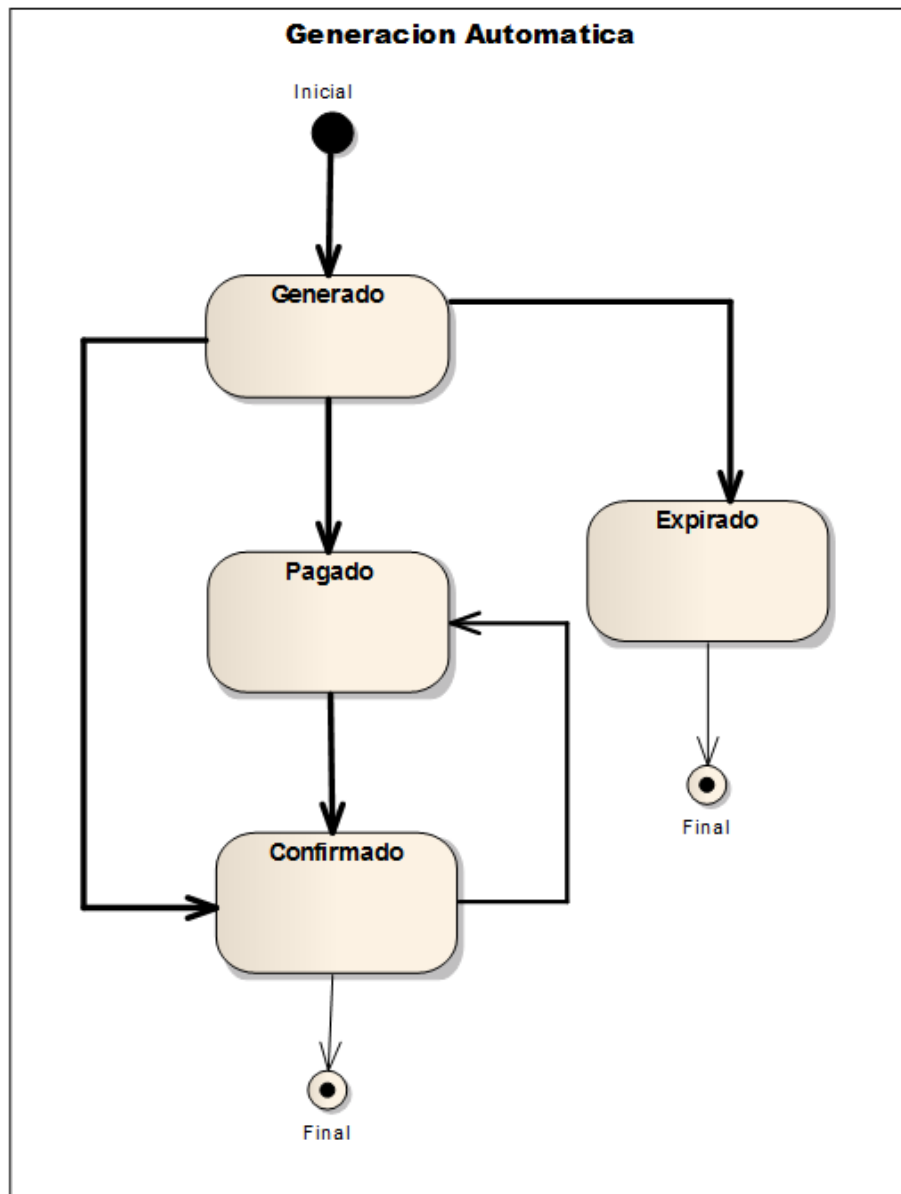 Generacion Automatica
Inicial
Generado
Expirado
Pagado
Final
Confirmado
Final